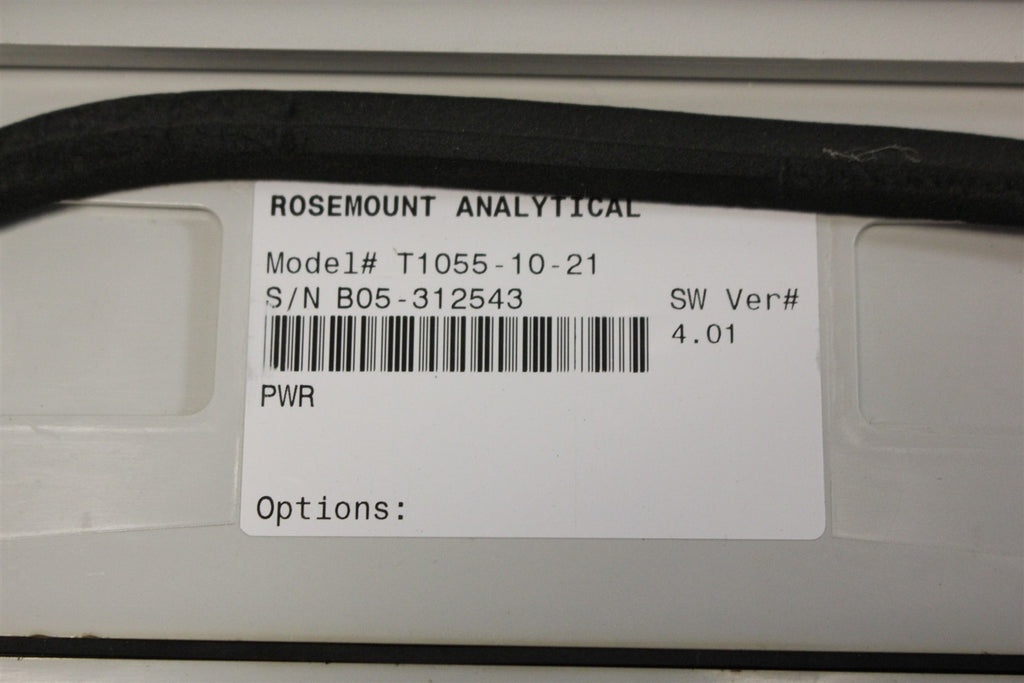 ROSEMOUNT ANALYTICAL
Model# T1055-10-21
S/N B05-312543
SW Ver#
4.01
PWR
Options: